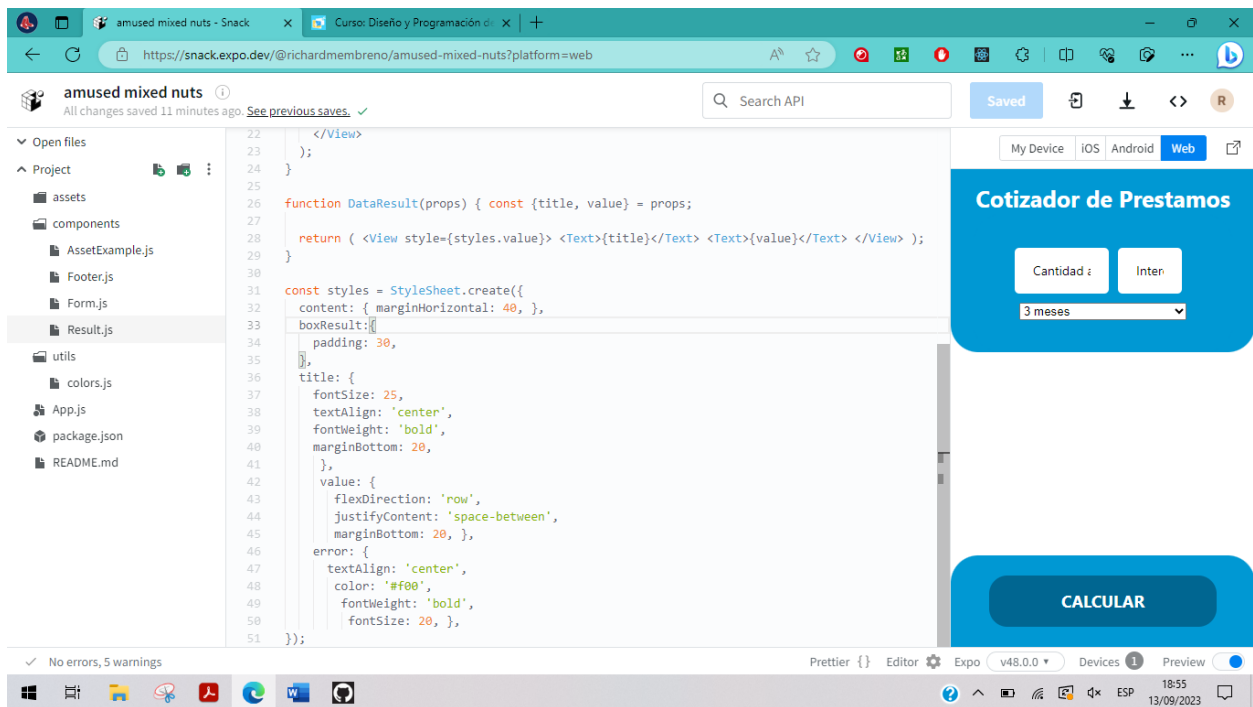 amused mixed nuts - Snack
Curso: Diseño y Programación de
https://snack.expo.dev/@richardmembreno/amused-mixed-nuts?platform=web
amused mixed nuts
All changes saved 11 minutes ago. See previous saves.
Search API
Saved
R
Open files
Project
assets
components
AssetExample.js
Footer.js
Form.js
Result.js
utils
colors.js
App.js
package.json
README.md
22 </View>
23 );
24 }
25
26 function DataResult(props) { const {title, value} = props;
27
28 return ( <View style={styles.value}> <Text>{title}</Text> <Text>{value}</Text> </View> );
29 }
30
31 const styles = StyleSheet.create({
32 content: { marginHorizontal: 40, },
33 boxResult:{
34 padding: 30,
35 },
36 title: {
37 fontSize: 25,
38 textAlign: 'center',
39 fontWeight: 'bold',
40 marginBottom: 20,
41 },
42 value: {
43 flexDirection: 'row',
44 justifyContent: 'space-between',
45 marginBottom: 20, },
46 error: {
47 textAlign: 'center',
48 color: '#f00',
49 fontWeight: 'bold',
50 fontSize: 20, },
51 });
My Device iOS Android Web
Cotizador de Prestamos
Cantidad a Inter
3 meses
CALCULAR
No errors, 5 warnings
Prettier {} Editor Expo v48.0.0 Devices 1 Preview
ESP
18:55
13/09/2023